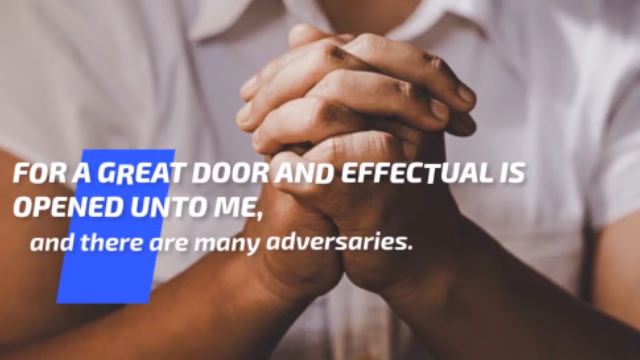 FOR A GREAT DOOR AND EFFECTUAL IS
OPENED UNTO ME,
and there are many adversaries.